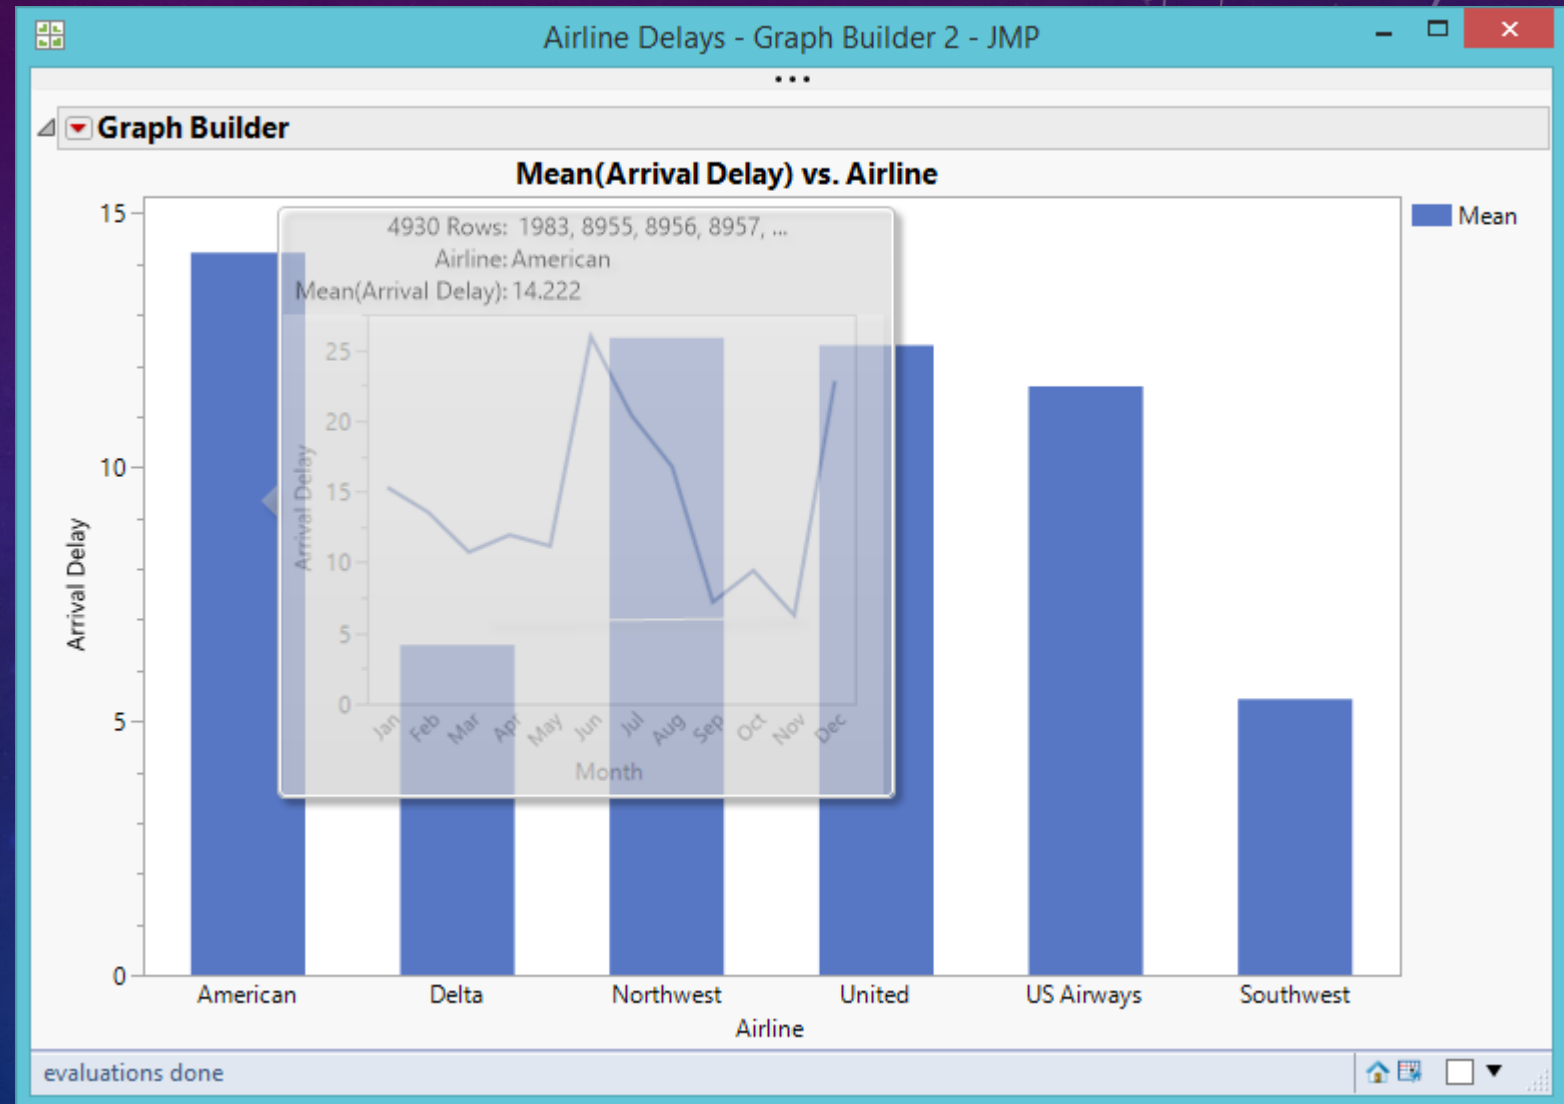 Airline Delays - Graph Builder 2 - JMP
Graph Builder
Mean(Arrival Delay) vs. Airline
15
10
5
0
Arrival Delay
Mean
4930 Rows: 1983, 8955, 8956, 8957, ...
Airline: American
Mean(Arrival Delay): 14.222
25
20
15
10
5
0
Arrival Delay
Jan Feb Mar Apr May Jun Jul Aug Sep Oct Nov Dec
Month
American Delta Northwest United US Airways Southwest
Airline
evaluations done